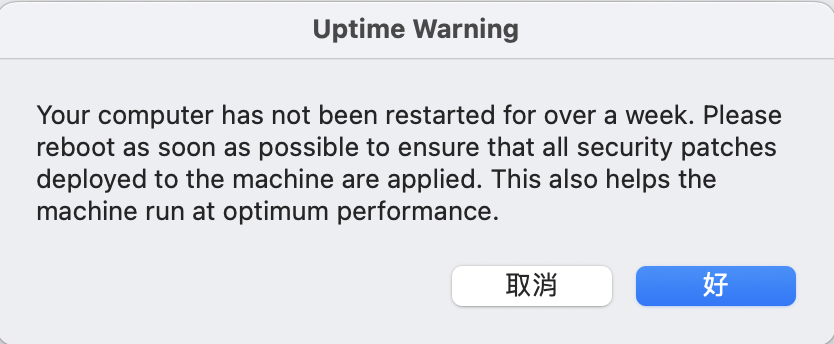 Uptime Warning
Your computer has not been restarted for over a week. Please
reboot as soon as possible to ensure that all security patches
deployed to the machine are applied. This also helps the
machine run at optimum performance.
取消
好